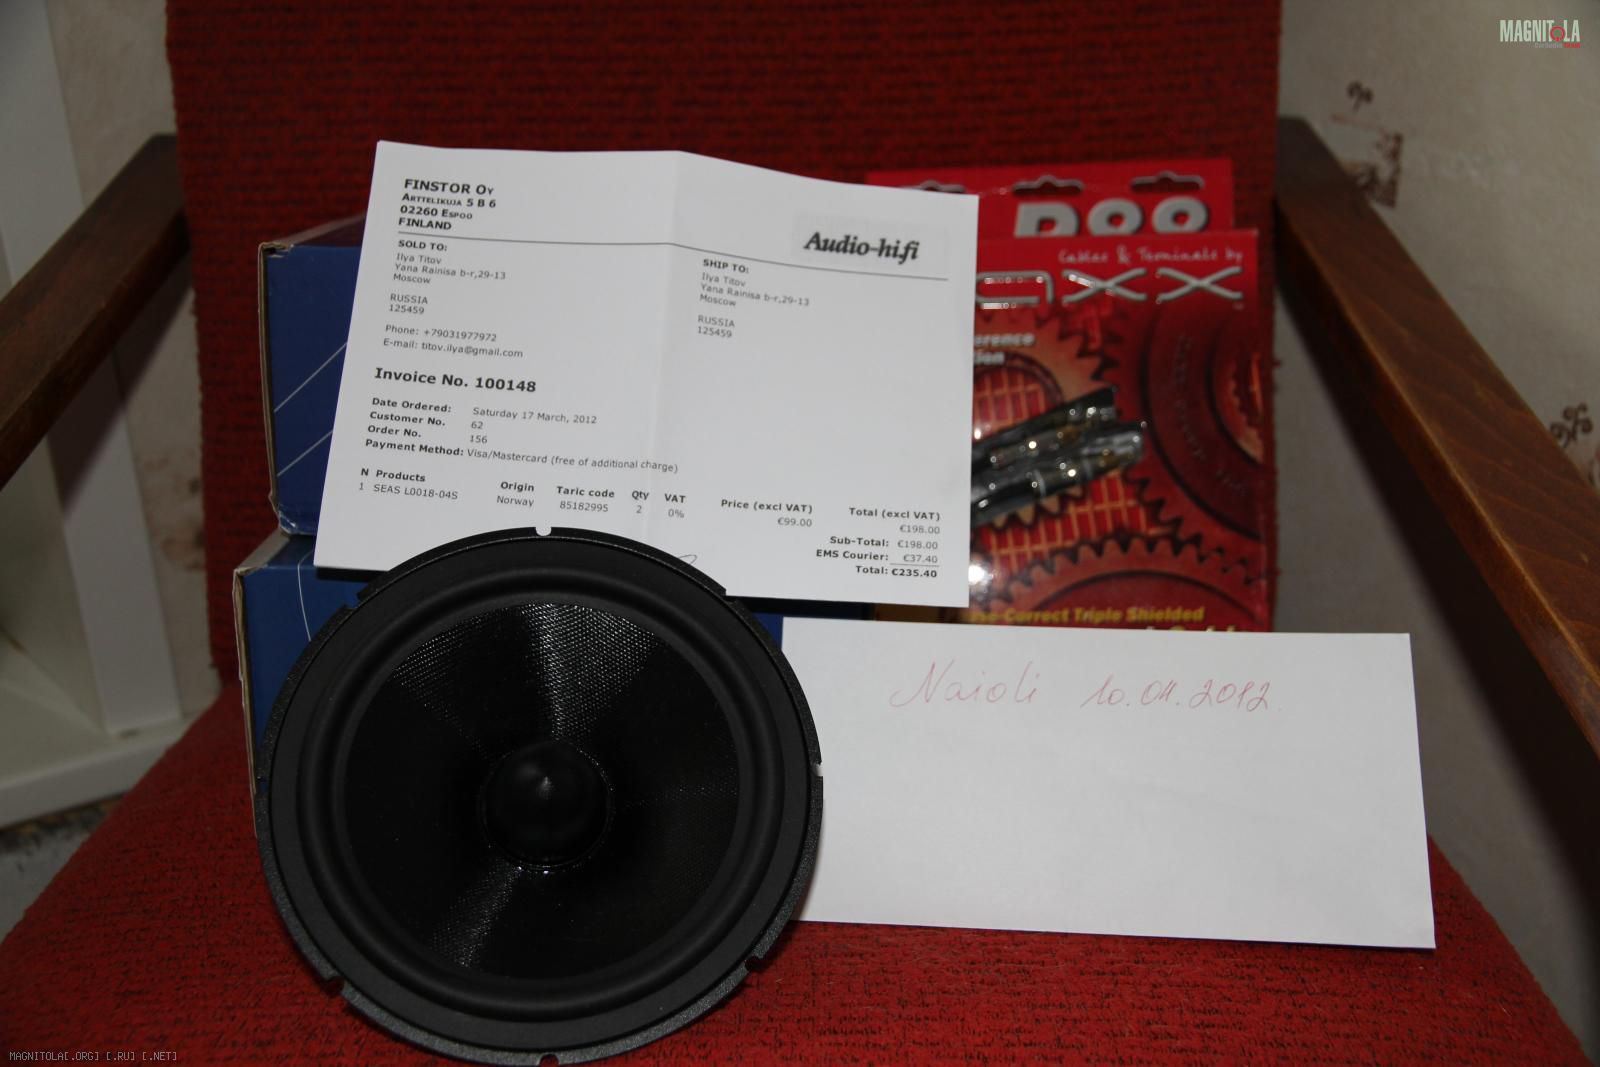 MAGNITOLA
FINSTOR OY
ARTTELIKUJA 5 B 6
02260 ESPOO
FINLAND
Audio-hi.fi
SOLD TO:
Ilya Titov
Yana Rainisa b-r,29-13
Moscow
RUSSIA
125459
Phone: +79031977972
E-mail: titov.ilya@gmail.com
SHIP TO:
Ilya Titov
Yana Rainisa b-r,29-13
Moscow
RUSSIA
125459
Invoice No. 100148
Date Ordered: Saturday 17 March, 2012
Customer No. 62
Order No. 156
Payment Method: Visa/Mastercard (free of additional charge)
N Products Origin Taric code Qty VAT Price (excl VAT) Total (excl VAT)
1 SEAS L0018-04S Norway 85182995 2 0% €99.00 €198.00
Sub-Total: €198.00
EMS Courier: €37.40
Total: €235.40
Cables & Terminals by
Correct Triple Shielded
Naioli 10.04.2012.
MAGNITOLA[.ORG] [.RU] [.NET]